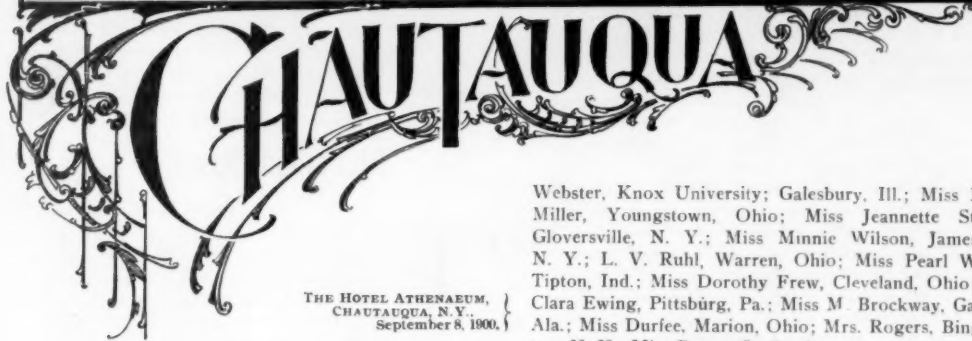 CHAUTAUQUA
THE HOTEL ATHENAEUM,
CHAUTAUQUA, N.Y..
September 8, 1900.
Webster, Knox University; Galesbury, Ill.; Miss
Miller, Youngstown, Ohio; Miss Jeannette
Gloversville, N. Y.; Miss Minnie Wilson,
N. Y.; L. V. Ruhl, Warren, Ohio; Miss Pearl
Tipton, Ind.; Miss Dorothy Frew, Cleveland, Ohio
Clara Ewing, Pittsburg, Pa.; Miss M. Brockway,
Ala.; Miss Durfee, Marion, Ohio; Mrs. Rogers,